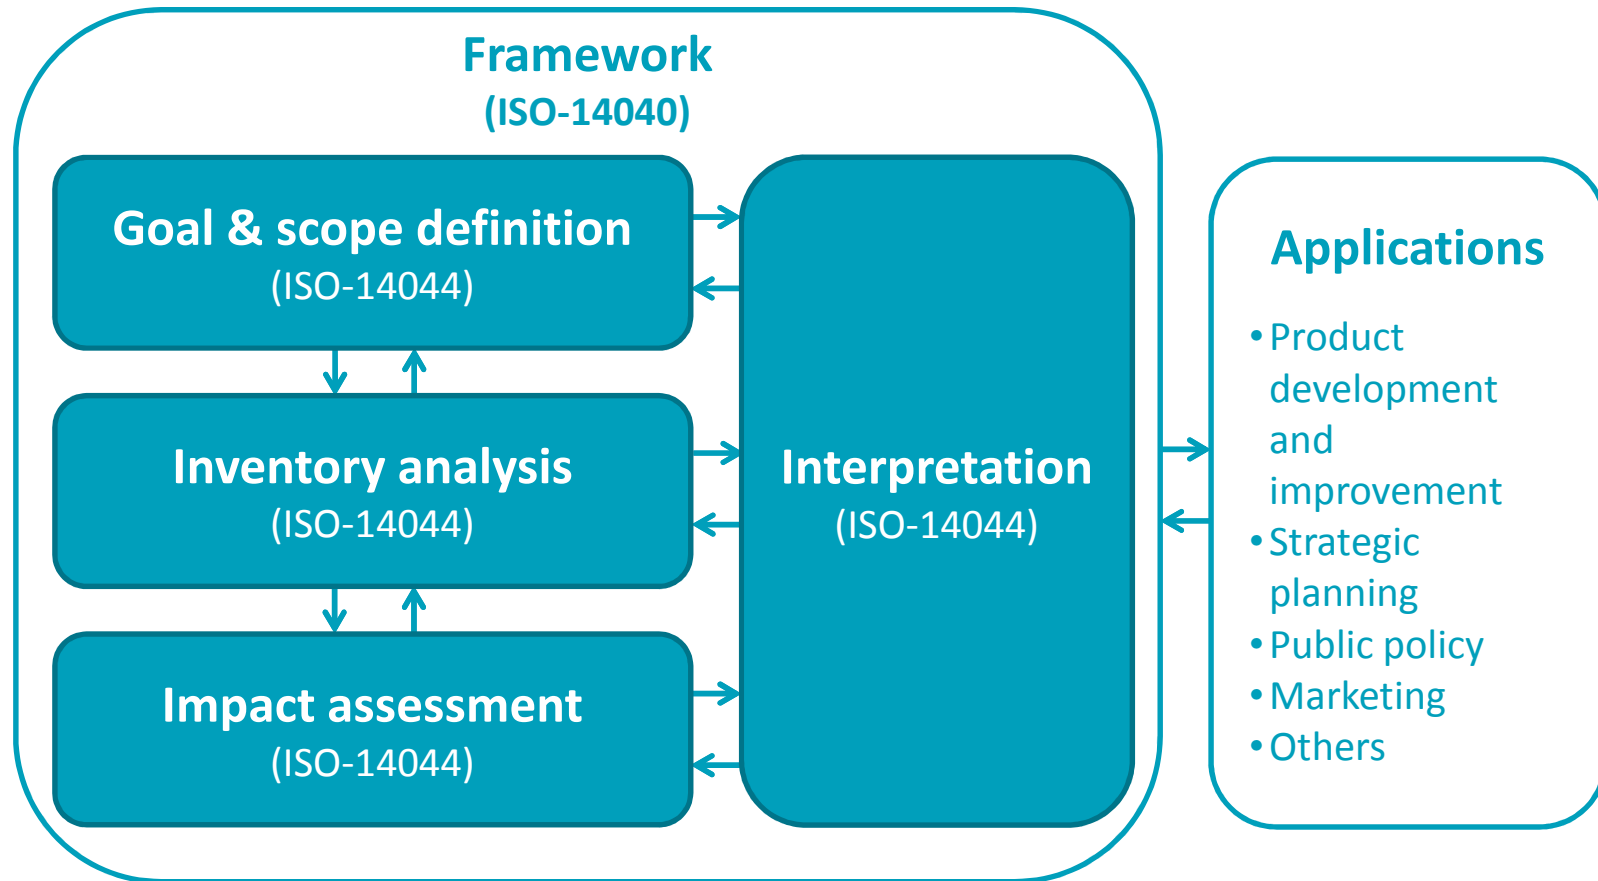 Framework
(ISO-14040)
Goal & scope definition
(ISO-14044)
Inventory analysis
(ISO-14044)
Impact assessment
(ISO-14044)
Interpretation
(ISO-14044)
Applications
• Product
development
and
improvement
• Strategic
planning
• Public policy
• Marketing
• Others